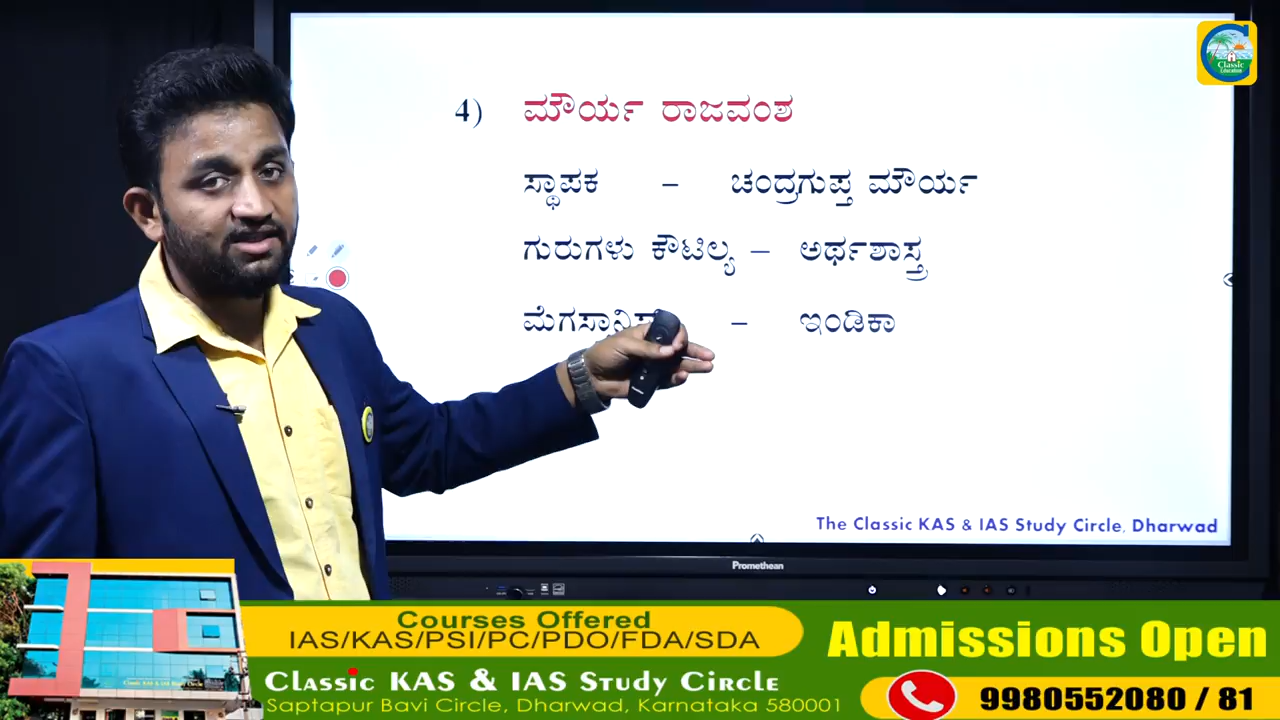 Classic
Education
4) ಮೌರ್ಯ ರಾಜವಂಶ
ಸ್ಥಾಪಕ – ಚಂದ್ರಗುಪ್ತ ಮೌರ್ಯ
ಗುರುಗಳು ಕೌಟಿಲ್ಯ – ಅರ್ಥಶಾಸ್ತ್ರ
– ಇಂಡಿಕಾ
The Classic KAS & IAS Study Circle, Dharwad
Promethean
Courses Offered
IAS/KAS/PSI/PC/PDO/FDA/SDA
Admissions Open
Classic KAS & IAS Study Circle
Saptapur Bavi Circle, Dharwad, Karnataka 580001
9980552080 / 81